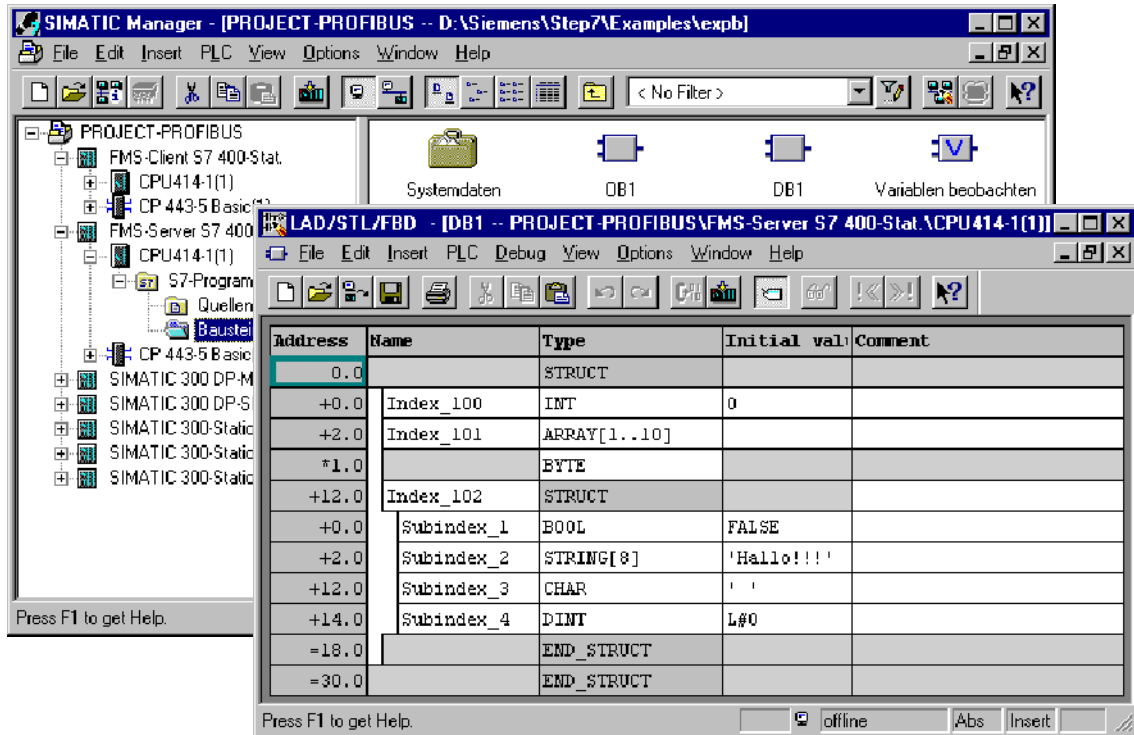 SIMATIC Manager - [PROJECT-PROFIBUS -- D:\Siemens\Step7\Examples\expb]
File Edit Insert PLC View Options Window Help
< No Filter >
PROJECT-PROFIBUS
FMS-Client S7 400-Stat.
CPU414-1(1)
CP 443-5 Basic(1)
FMS-Server S7 400
CPU414-1(1)
S7-Program
Quellen
Baustei
CP 443-5 Basic
SIMATIC 300 DP-M
SIMATIC 300 DP-S
SIMATIC 300-Static
SIMATIC 300-Static
SIMATIC 300-Static
Press F1 to get Help.
Systemdaten OB1 DB1 Variablen beobachten
LAD/STL/FBD - [DB1 -- PROJECT-PROFIBUS\FMS-Server S7 400-Stat.\CPU414-1(1)]
File Edit Insert PLC Debug View Options Window Help
Address Name Type Initial val Comment
0.0 STRUCT
+0.0 Index_100 INT 0
+2.0 Index_101 ARRAY[1..10]
*1.0 BYTE
+12.0 Index_102 STRUCT
+0.0 Subindex_1 BOOL FALSE
+2.0 Subindex_2 STRING[8] 'Hallo!!!'
+12.0 Subindex_3 CHAR ' '
+14.0 Subindex_4 DINT L#0
=18.0 END_STRUCT
=30.0 END_STRUCT
Press F1 to get Help. offline Abs Insert